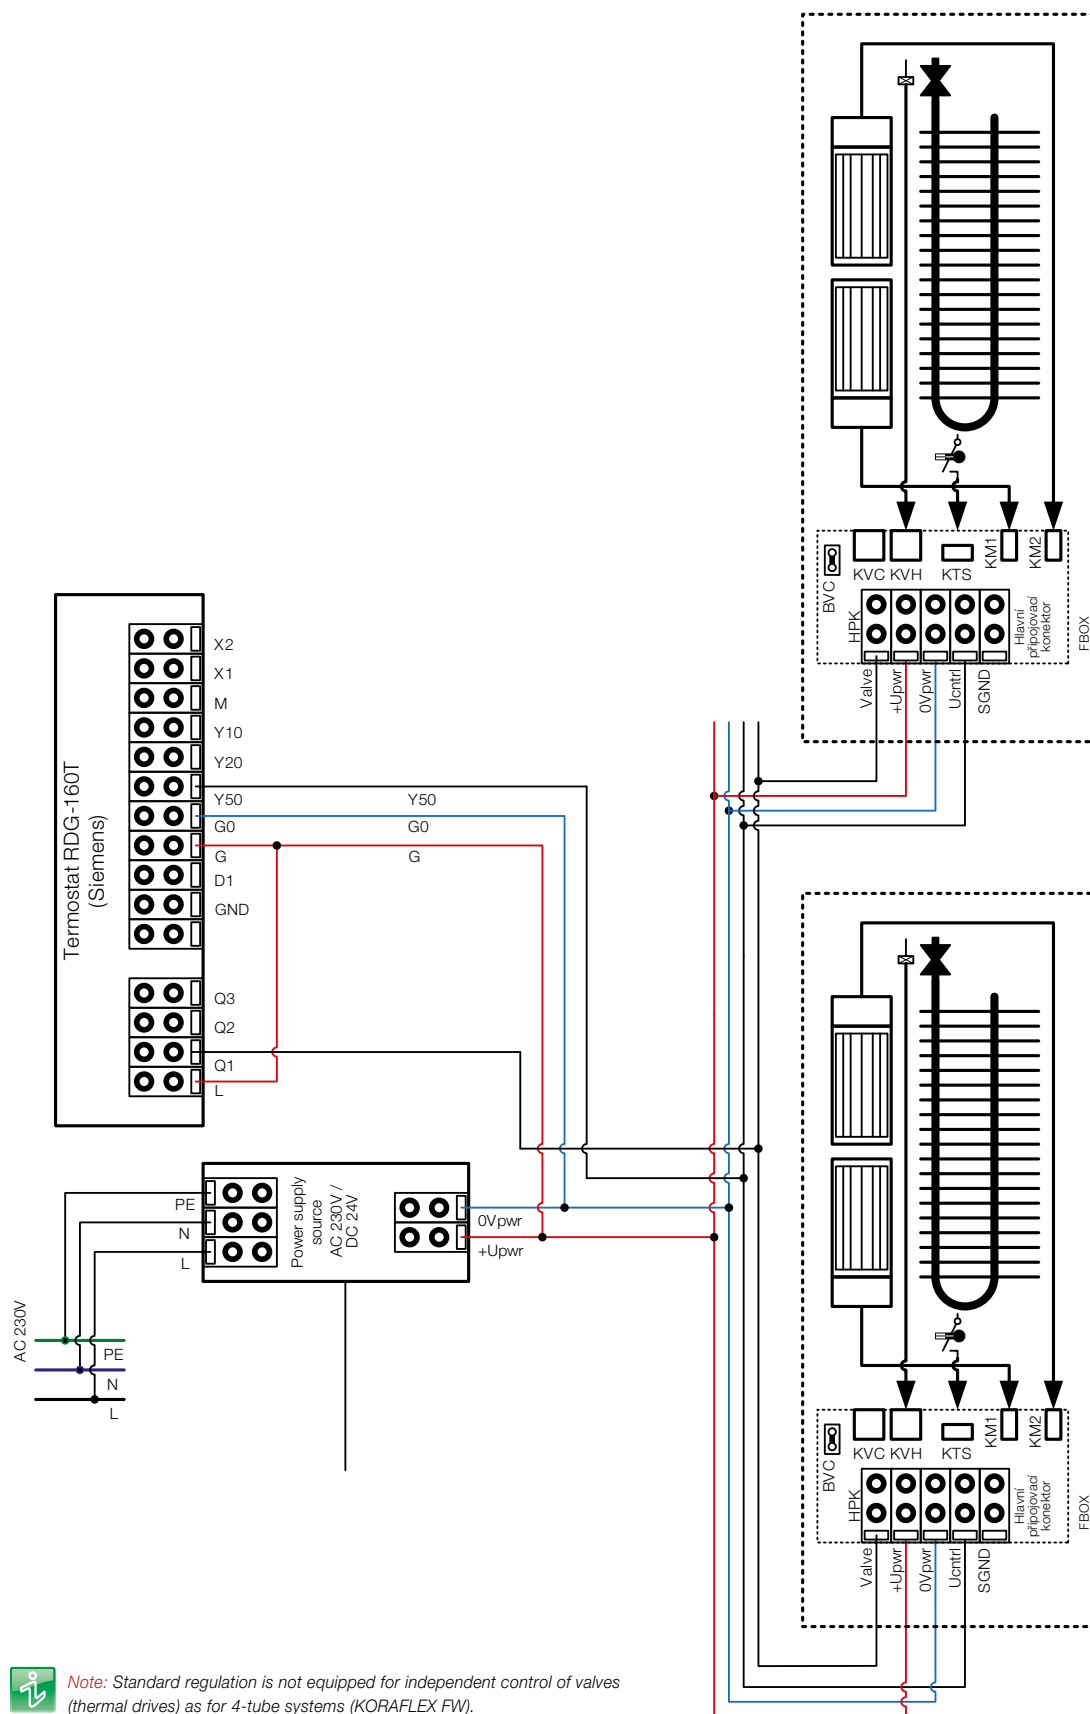 KVC KVH
KTS
KM1
KM2
BVC
HPK
Hlavní
připojovací
konektor
FBOX
Valve
+Upwr
0Vpwr
Ucntrl
SGND
Termostat RDG-160T
(Siemens)
X2
X1
M
Y10
Y20
Y50
Y50
G0
G0
G
G
D1
GND
Q3
Q2
Q1
L
PE
N
L
Power supply
source
AC 230V /
DC 24V
0Vpwr
+Upwr
AC 230V
PE
N
L
KVC KVH
KTS
KM1
KM2
BVC
HPK
Hlavní
připojovací
konektor
FBOX
Valve
+Upwr
0Vpwr
Ucntrl
SGND
Note: Standard regulation is not equipped for independent control of valves
(thermal drives) as for 4-tube systems (KORAFLEX FW).